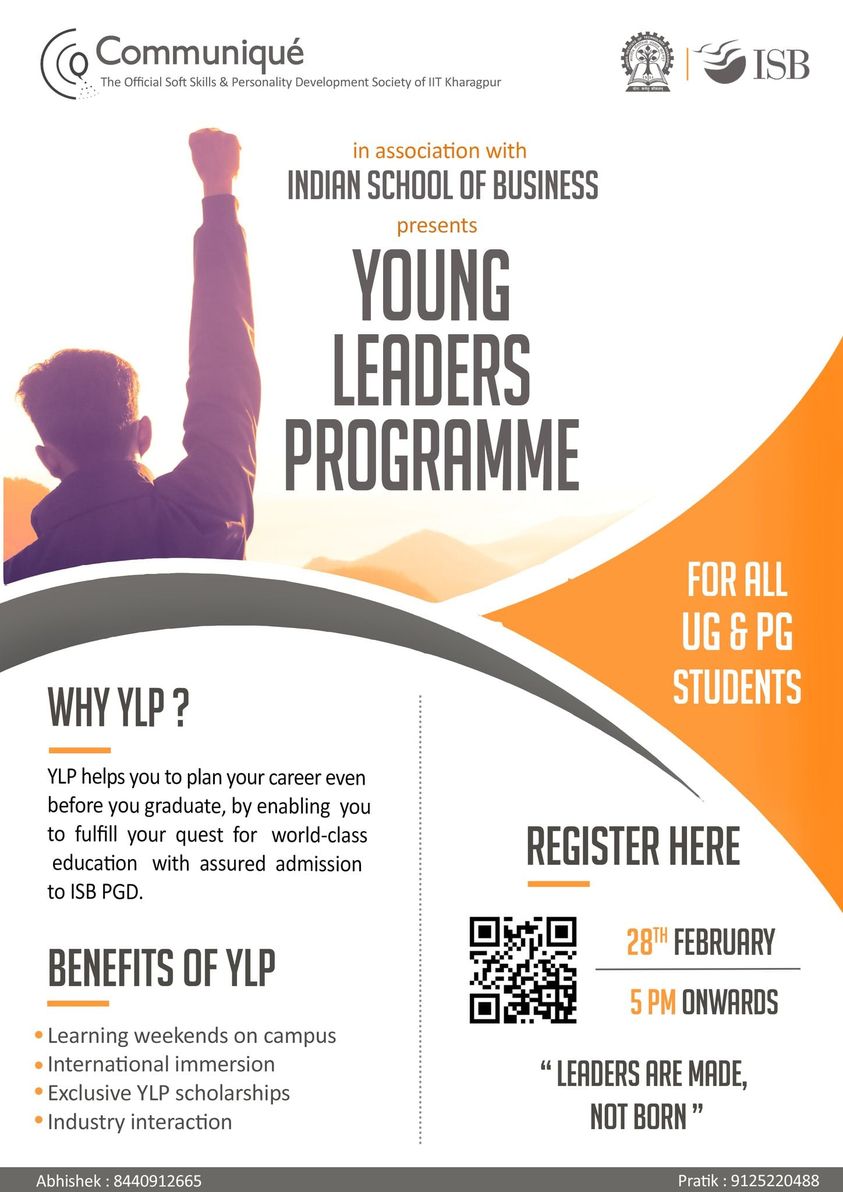 Communiqué
The Official Soft Skills & Personality Development Society of IIT Kharagpur
ISB
in association with
INDIAN SCHOOL OF BUSINESS
presents
YOUNG
LEADERS
PROGRAMME
FOR ALL
UG & PG
STUDENTS
WHY YLP ?
YLP helps you to plan your career even
before you graduate, by enabling you
to fulfill your quest for world-class
education with assured admission
to ISB PGD.
BENEFITS OF YLP
• Learning weekends on campus
• International immersion
• Exclusive YLP scholarships
• Industry interaction
REGISTER HERE
28TH FEBRUARY
5 PM ONWARDS
“ LEADERS ARE MADE,
NOT BORN ”
Abhishek : 8440912665
Pratik : 9125220488